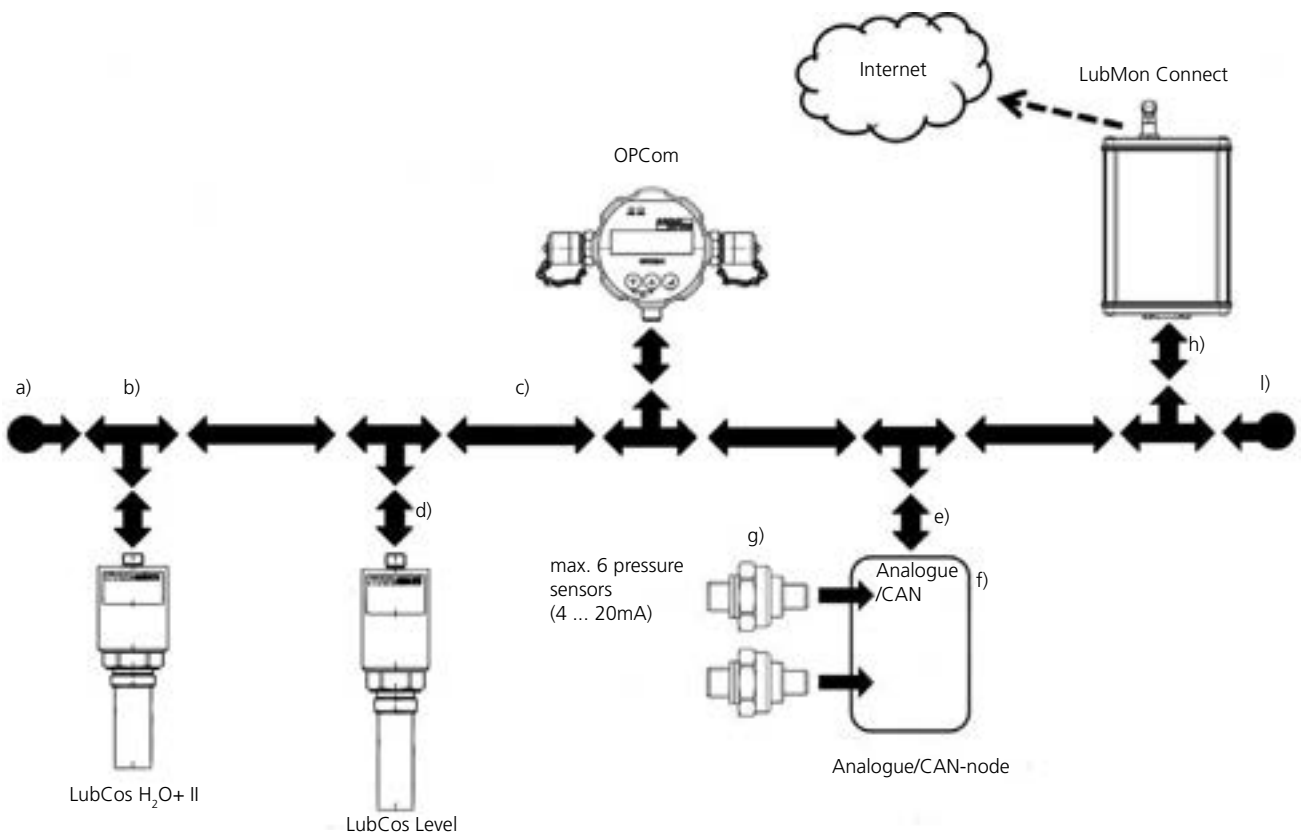 Internet
LubMon Connect
OPCom
h)
a)
b)
c)
l)
d)
e)
g)
max. 6 pressure
sensors
(4 ... 20mA)
Analogue
/CAN
f)
Analogue/CAN-node
LubCos H₂O+ II
LubCos Level